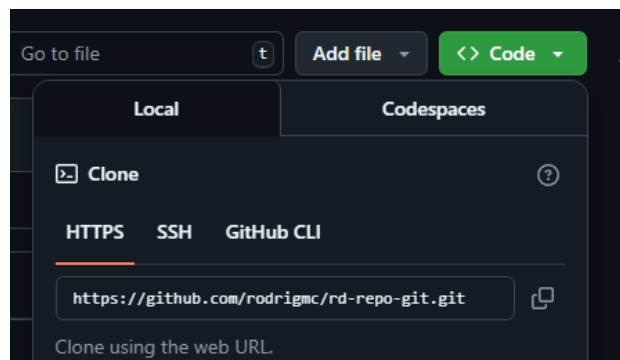 Go to file t Add file <> Code
Local Codespaces
Clone
HTTPS SSH GitHub CLI
https://github.com/rodrigmc/rd-repo-git.git
Clone using the web URL.